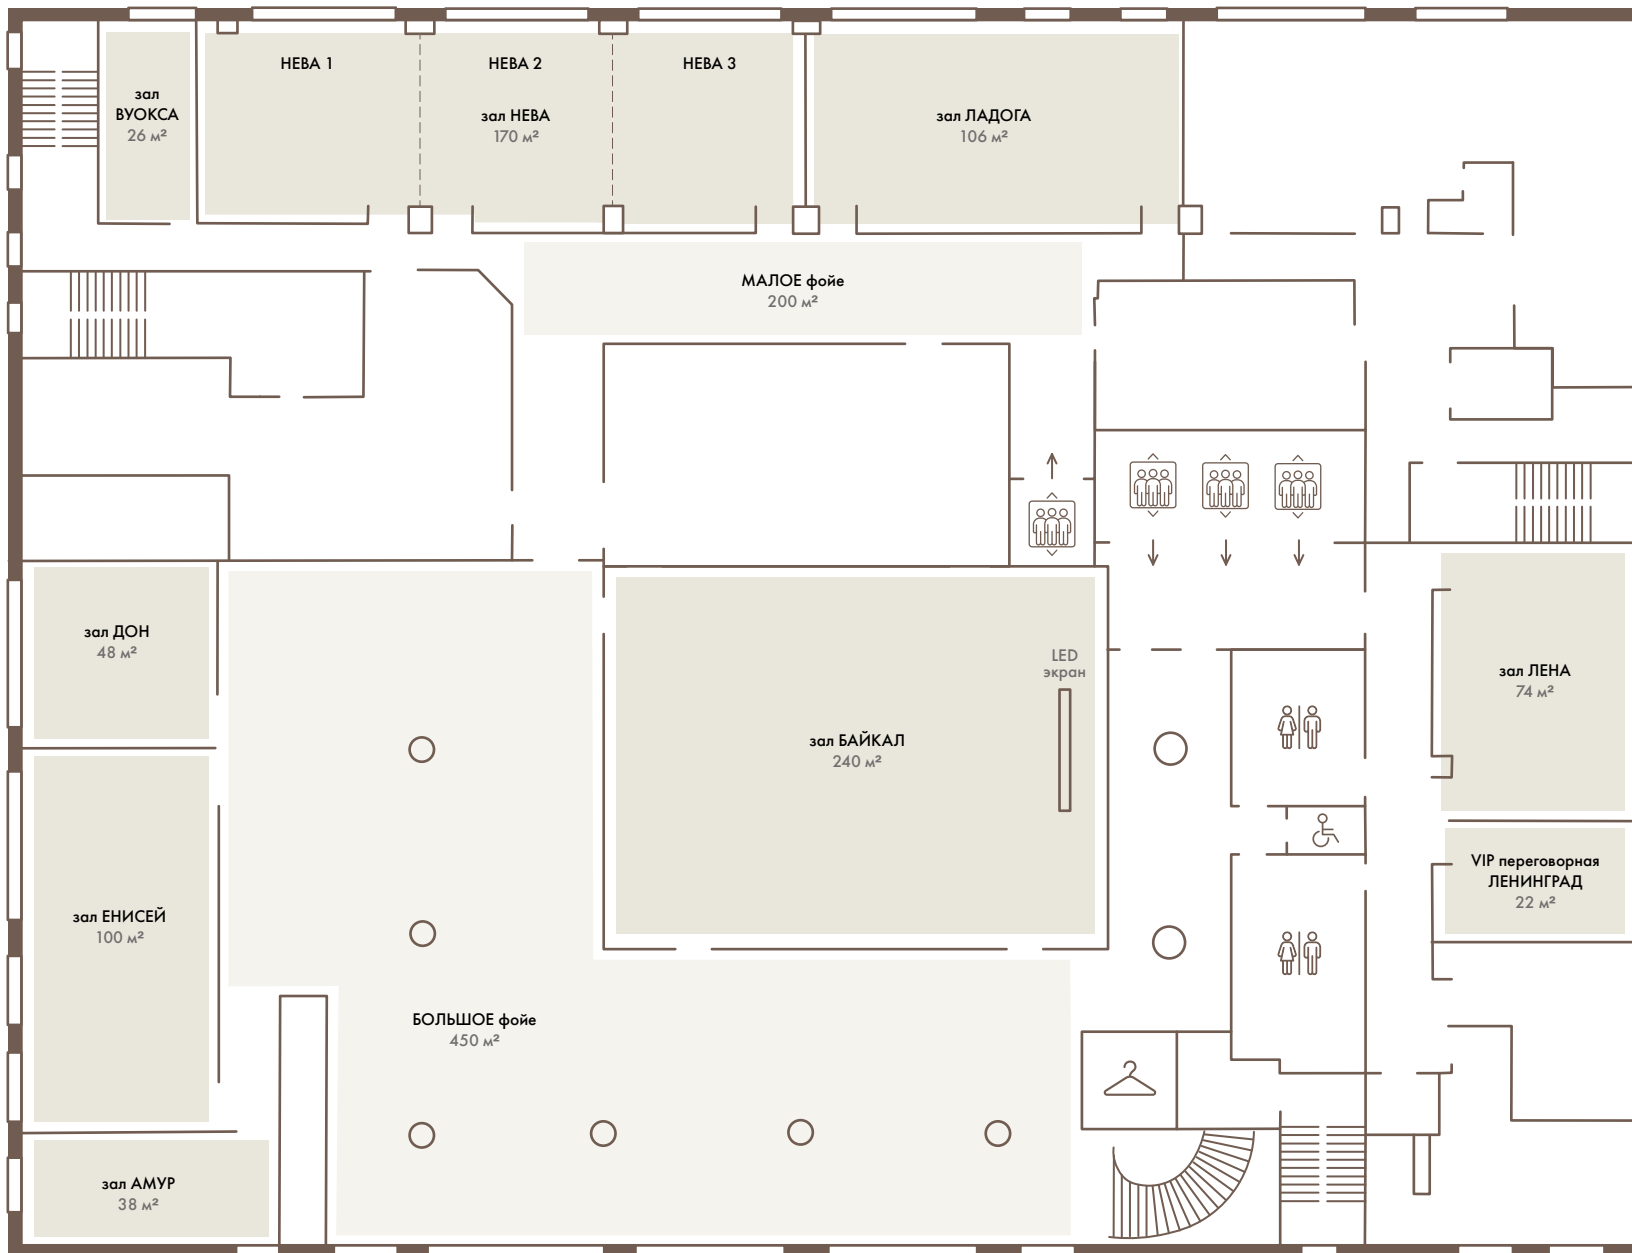 НЕВА 1
НЕВА 2
НЕВА 3
зал
ВУОКСА
26 м²
зал НЕВА
170 м²
зал ЛАДОГА
106 м²
МАЛОЕ фойе
200 м²
зал ДОН
48 м²
LED
экран
зал ЛЕНА
74 м²
зал БАЙКАЛ
240 м²
VIP переговорная
ЛЕНИНГРАД
22 м²
зал ЕНИСЕЙ
100 м²
БОЛЬШОЕ фойе
450 м²
зал АМУР
38 м²